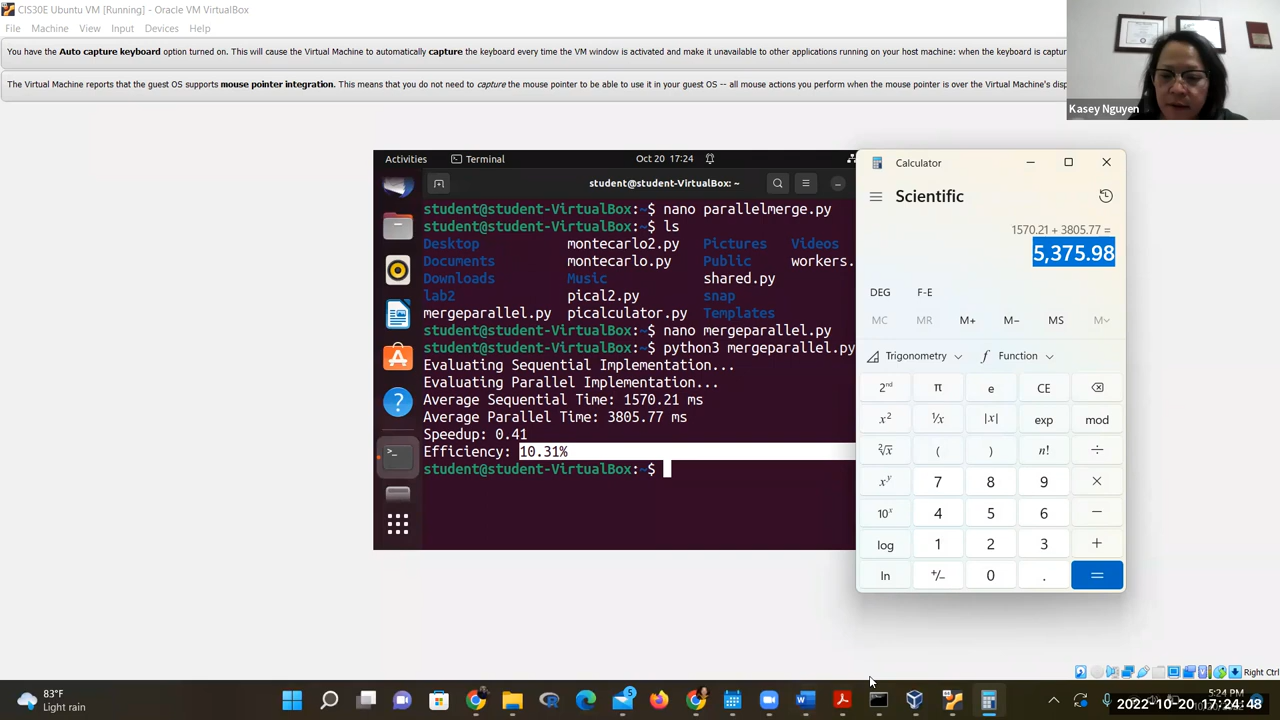 CIS30E Ubuntu VM [Running] - Oracle VM VirtualBox
File Machine View Input Devices Help
You have the Auto capture keyboard option turned on. This will cause the Virtual Machine to automatically capture the keyboard every time the VM window is activated and make it unavailable to other applications running on your host machine: when the keyboard is captur
The Virtual Machine reports that the guest OS supports mouse pointer integration. This means that you do not need to capture the mouse pointer to be able to use it in your guest OS -- all mouse actions you perform when the mouse pointer is over the Virtual Machine's disp
Kasey Nguyen
Activities Terminal Oct 20 17:24
student@student-VirtualBox: ~
student@student-VirtualBox:~$ nano parallelmerge.py
student@student-VirtualBox:~$ ls
Desktop montecarlo2.py Pictures Videos
Documents montecarlo.py Public workers.
Downloads Music shared.py
lab2 pical2.py snap
mergeparallel.py picalculator.py Templates
student@student-VirtualBox:~$ nano mergeparallel.py
student@student-VirtualBox:~$ python3 mergeparallel.py
Evaluating Sequential Implementation...
Evaluating Parallel Implementation...
Average Sequential Time: 1570.21 ms
Average Parallel Time: 3805.77 ms
Speedup: 0.41
Efficiency: 10.31%
student@student-VirtualBox:~$
Calculator
Scientific
1570.21 + 3805.77 =
5,375.98
DEG F-E
MC MR M+ M− MS M˅
Trigonometry f Function
2ⁿᵈ π e CE
x² ¹/x |x| exp mod
²√x ( ) n! ÷
xʸ 7 8 9 ×
10ˣ 4 5 6 −
log 1 2 3 +
ln +/− 0 . =
Right Ctrl
83°F
Light rain
5:24 PM
2022-10-20 17:24:48